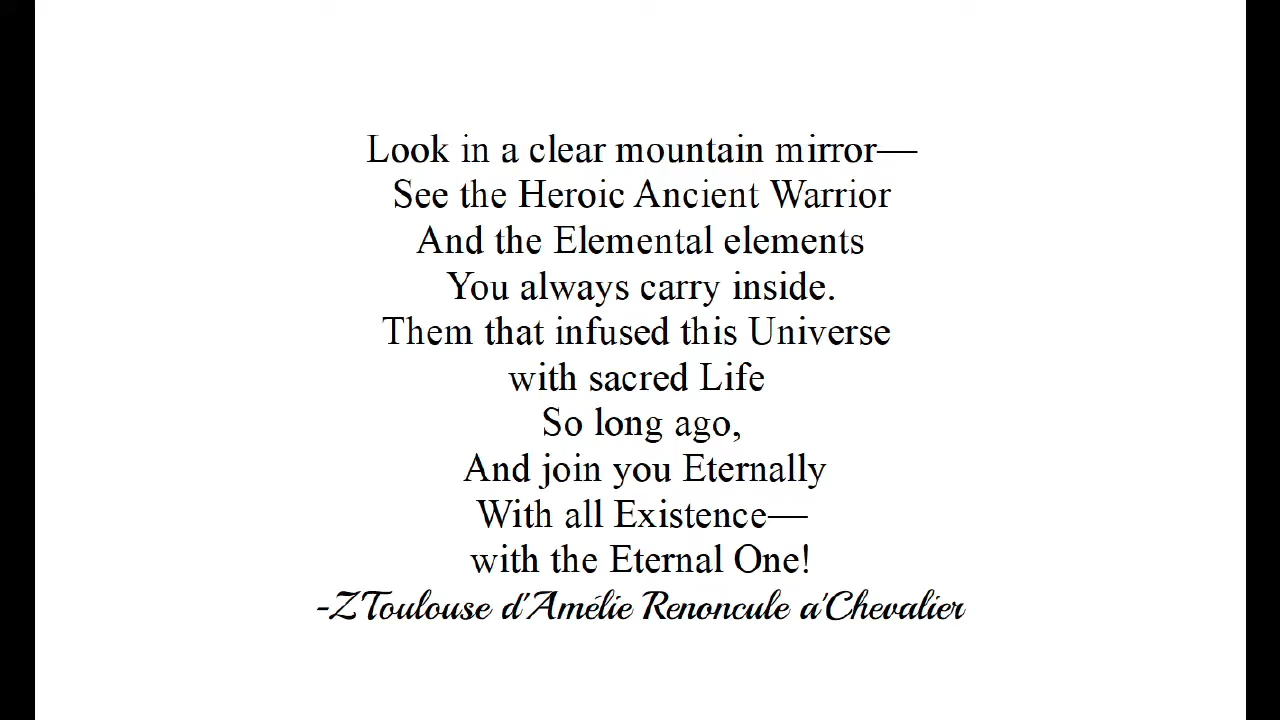 Look in a clear mountain mirror—
See the Heroic Ancient Warrior
And the Elemental elements
You always carry inside.
Them that infused this Universe
with sacred Life
So long ago,
And join you Eternally
With all Existence—
with the Eternal One!
-ZToulouse d'Amélie Renoncule a'Chevalier